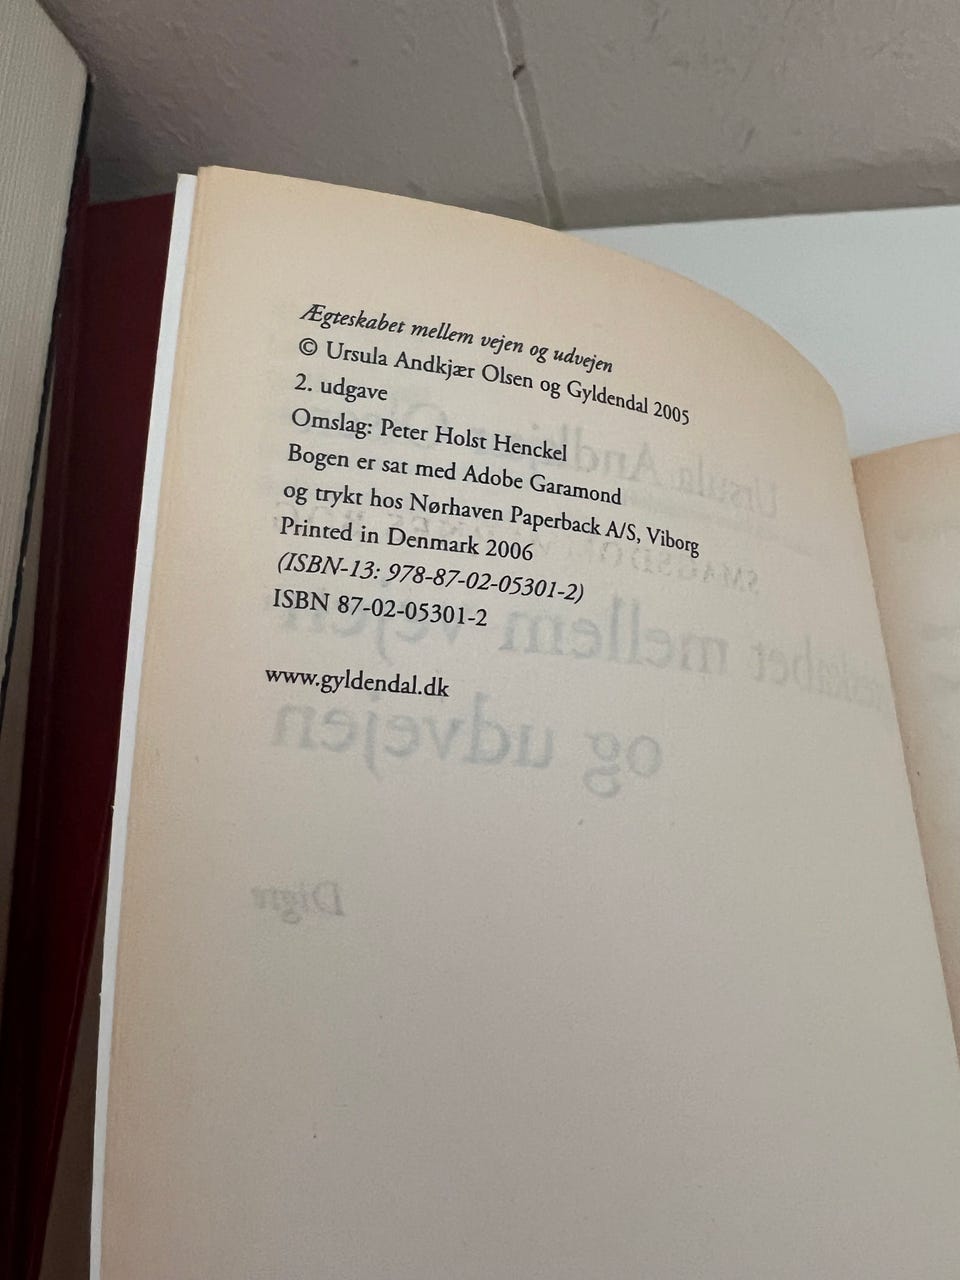 Ægteskabet mellem vejen og udvejen
© Ursula Andkjær Olsen og Gyldendal 2005
2. udgave
Omslag: Peter Holst Henckel
Bogen er sat med Adobe Garamond
og trykt hos Nørhaven Paperback A/S, Viborg
Printed in Denmark 2006
(ISBN-13: 978-87-02-05301-2)
ISBN 87-02-05301-2
www.gyldendal.dk